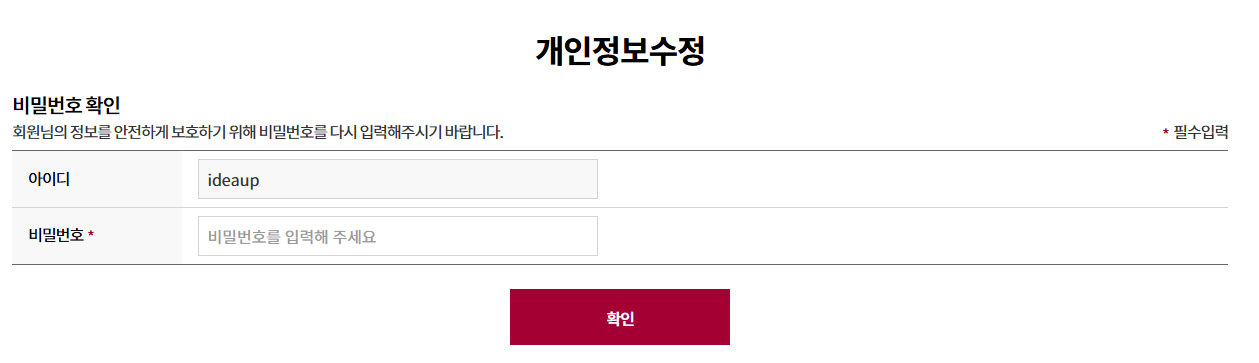 개인정보수정
비밀번호 확인
회원님의 정보를 안전하게 보호하기 위해 비밀번호를 다시 입력해주시기 바랍니다.
* 필수입력
아이디
ideaup
비밀번호 *
비밀번호를 입력해 주세요
확인